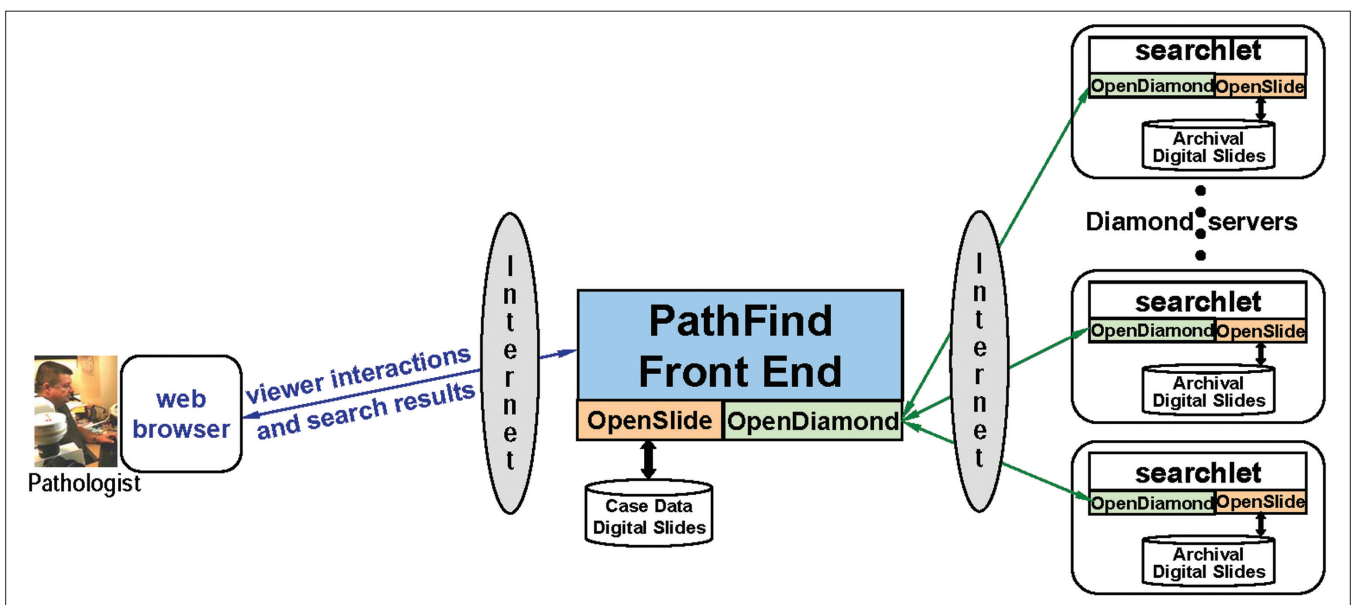 Pathologist
web
browser
viewer interactions
and search results
Internet
PathFind
Front End
OpenSlide OpenDiamond
Case Data
Digital Slides
Internet
searchlet
OpenDiamond OpenSlide
Archival
Digital Slides
Diamond servers
searchlet
OpenDiamond OpenSlide
Archival
Digital Slides
searchlet
OpenDiamond OpenSlide
Archival
Digital Slides